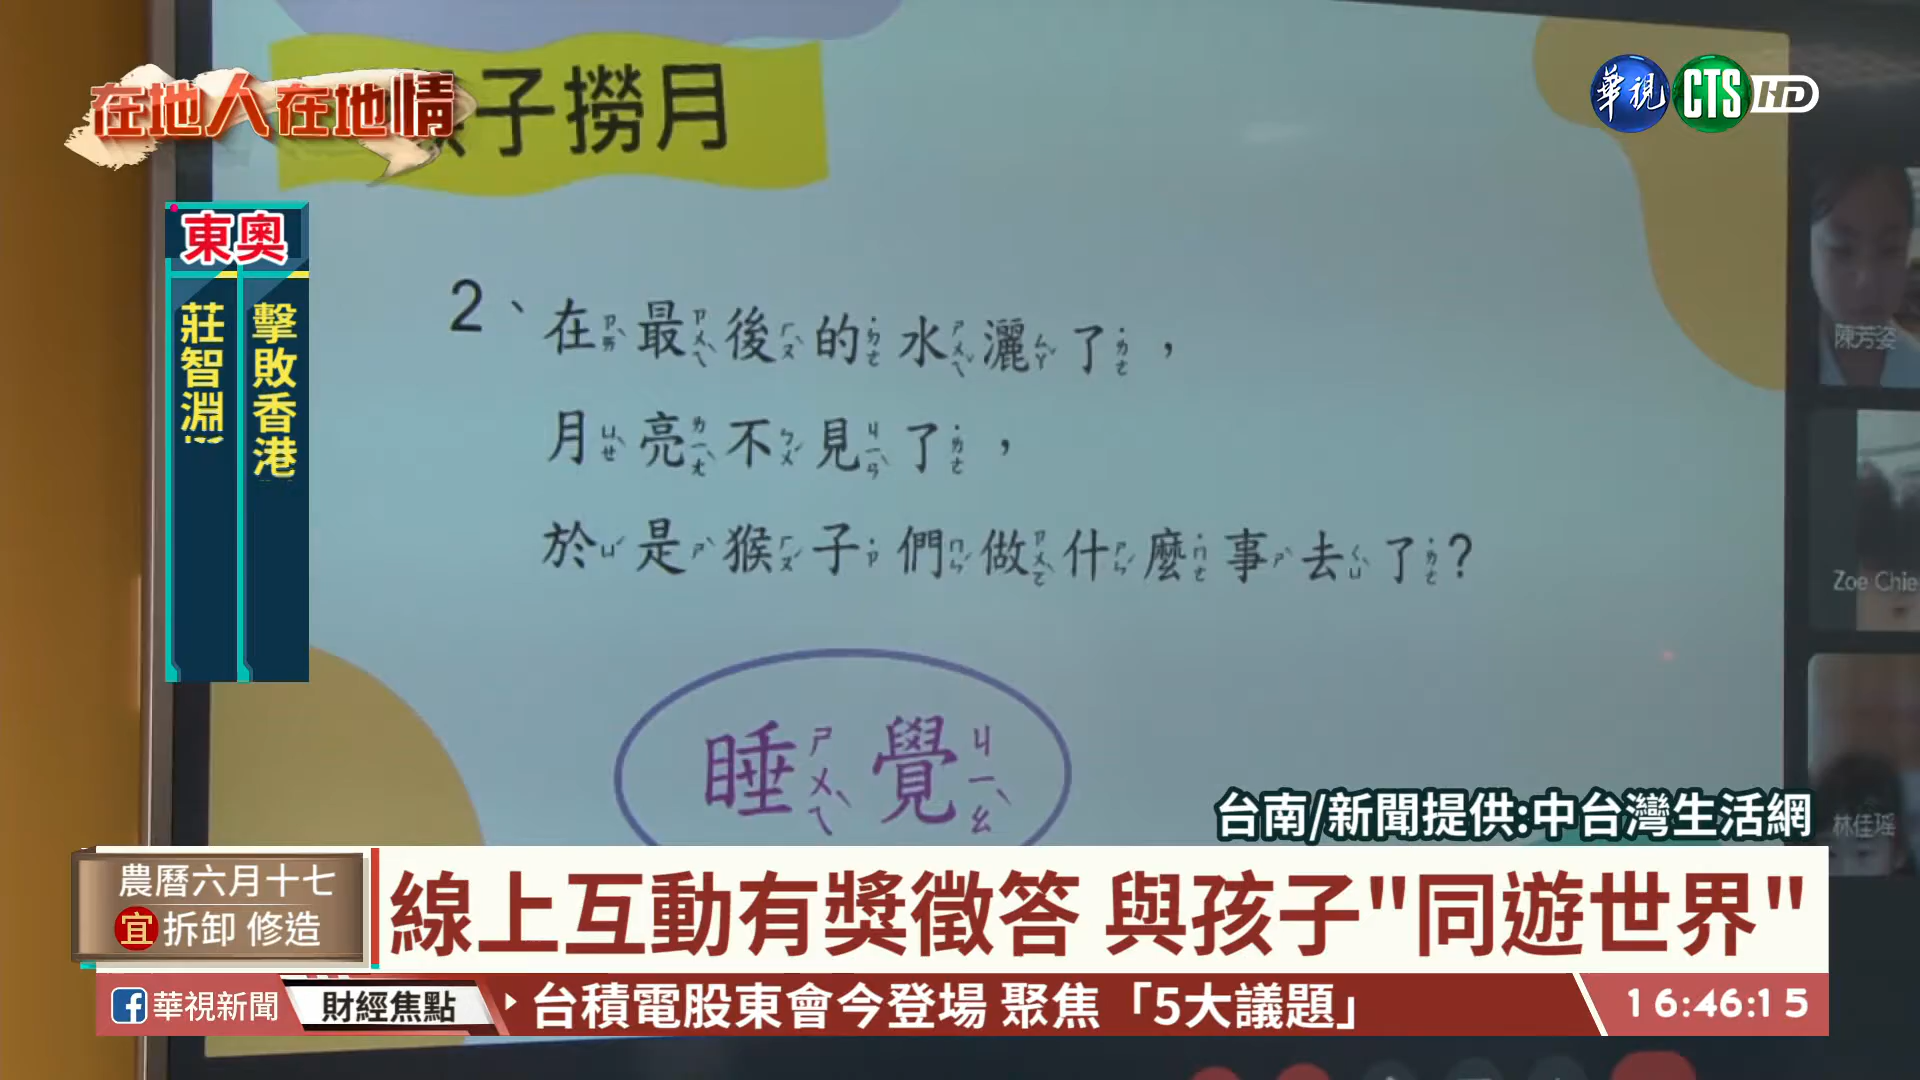 在地人在地情
子撈月
華視 CTS HD
東奧
擊敗香港
莊智淵
2、在最後的水灑了，
月亮不見了，
於是猴子們做什麼事去了？
睡覺
陳芳姿
Zoe Chie
林佳瑶
台南/新聞提供:中台灣生活網
農曆六月十七
宜 拆卸 修造
線上互動有獎徵答 與孩子"同遊世界"
華視新聞
財經焦點
台積電股東會今登場 聚焦「5大議題」
16:46:15